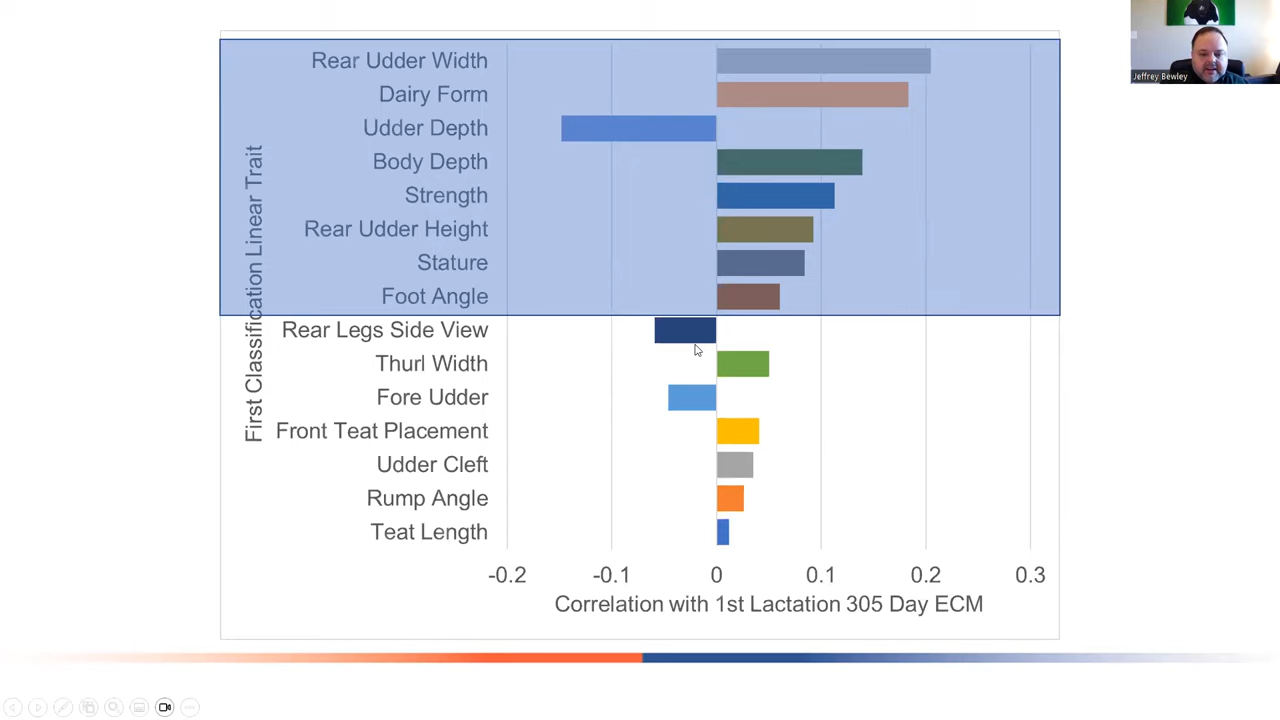 Jeffrey Bewley
First Classification Linear Trait
Rear Udder Width
Dairy Form
Udder Depth
Body Depth
Strength
Rear Udder Height
Stature
Foot Angle
Rear Legs Side View
Thurl Width
Fore Udder
Front Teat Placement
Udder Cleft
Rump Angle
Teat Length
-0.2 -0.1 0 0.1 0.2 0.3
Correlation with 1st Lactation 305 Day ECM